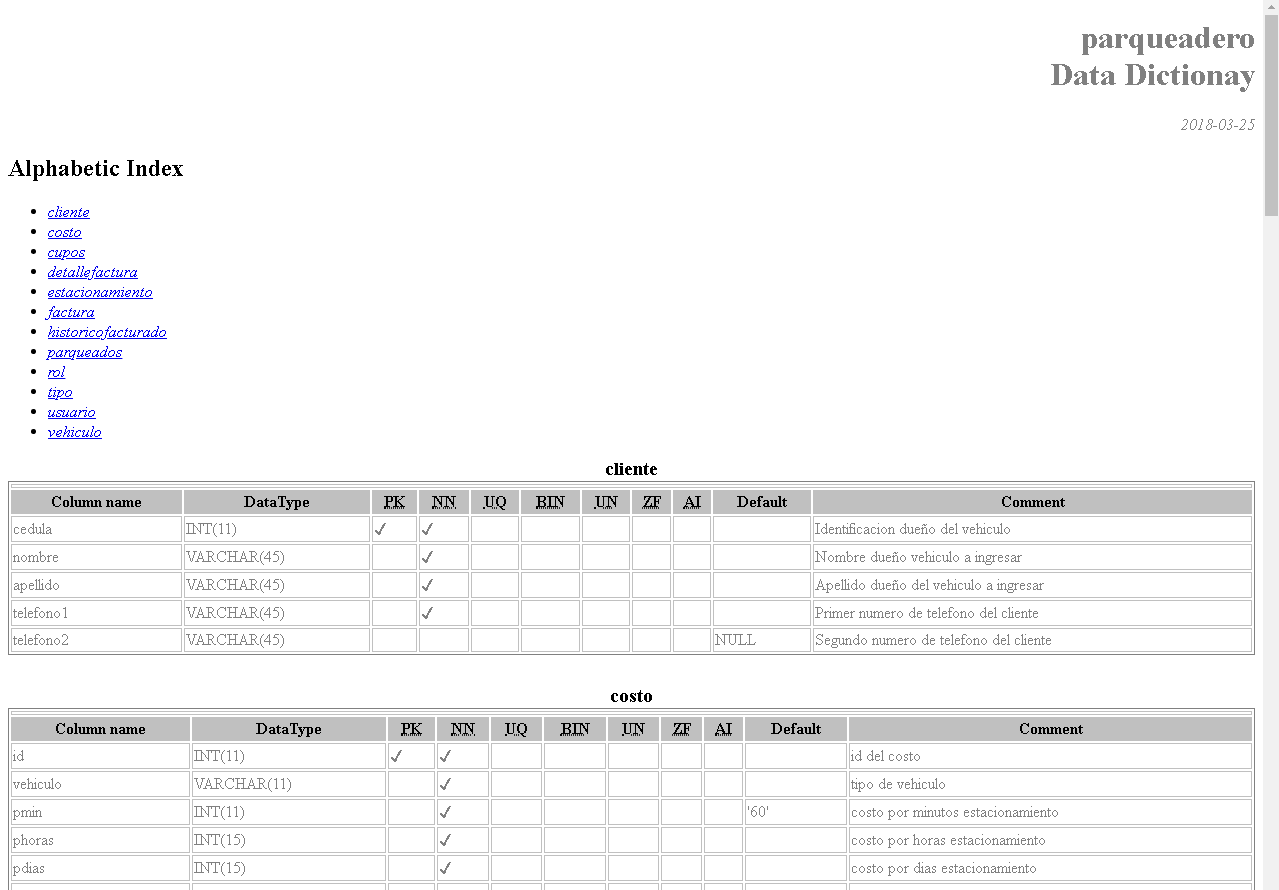 parqueadero
Data Dictionay
2018-03-25
Alphabetic Index
cliente
costo
cupos
detallefactura
estacionamiento
factura
historicofacturado
parqueados
rol
tipo
usuario
vehiculo
cliente
Column name DataType PK NN UQ BIN UN ZF AI Default Comment
cedula INT(11) ✓ ✓ Identificacion dueño del vehiculo
nombre VARCHAR(45) ✓ Nombre dueño vehiculo a ingresar
apellido VARCHAR(45) ✓ Apellido dueño del vehiculo a ingresar
telefono1 VARCHAR(45) ✓ Primer numero de telefono del cliente
telefono2 VARCHAR(45) NULL Segundo numero de telefono del cliente
costo
Column name DataType PK NN UQ BIN UN ZF AI Default Comment
id INT(11) ✓ ✓ id del costo
vehiculo VARCHAR(11) ✓ tipo de vehiculo
pmin INT(11) ✓ '60' costo por minutos estacionamiento
phoras INT(15) ✓ costo por horas estacionamiento
pdias INT(15) ✓ costo por dias estacionamiento